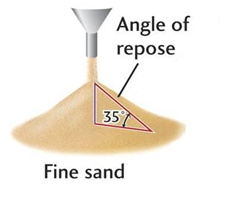 Angle of
repose
35°
Fine sand